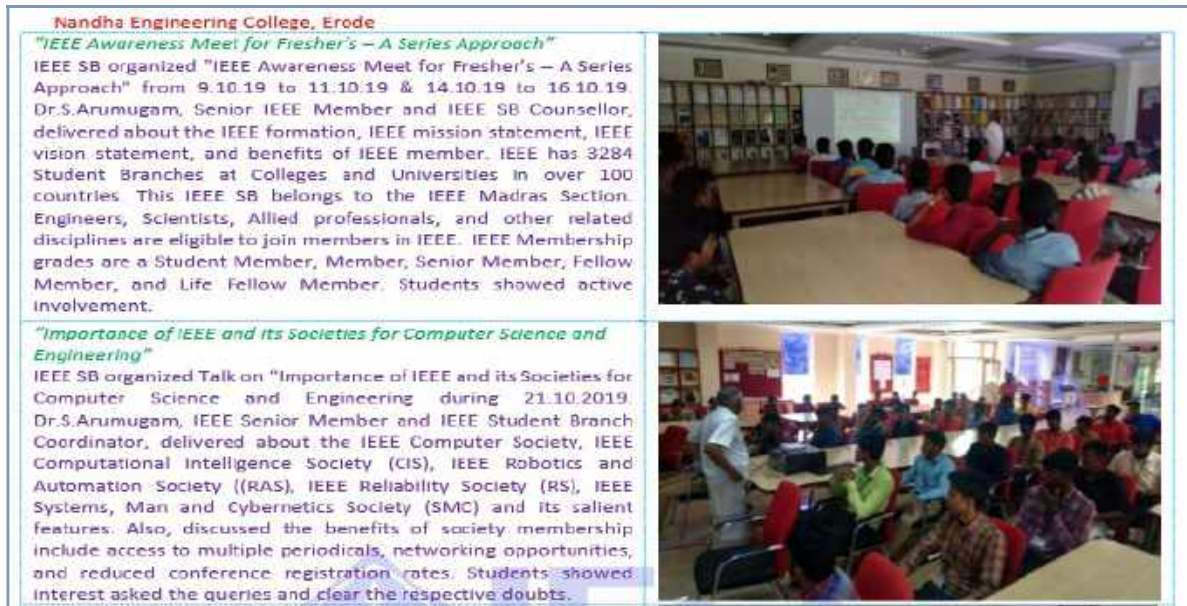 Nandha Engineering College, Erode
"IEEE Awareness Meet for Fresher's – A Series Approach"
IEEE SB organized "IEEE Awareness Meet for Fresher's – A Series
Approach" from 9.10.19 to 11.10.19 & 14.10.19 to 16.10.19.
Dr.S.Arumugam, Senior IEEE Member and IEEE SB Counsellor,
delivered about the IEEE formation, IEEE mission statement, IEEE
vision statement, and benefits of IEEE member. IEEE has 3284
Student Branches at Colleges and Universities in over 100
countries. This IEEE SB belongs to the IEEE Madras Section.
Engineers, Scientists, Allied professionals, and other related
disciplines are eligible to join members in IEEE. IEEE Membership
grades are a Student Member, Member, Senior Member, Fellow
Member, and Life Fellow Member. Students showed active
involvement.
"Importance of IEEE and its Societies for Computer Science and
Engineering"
IEEE SB organized Talk on "Importance of IEEE and its Societies for
Computer Science and Engineering during 21.10.2019.
Dr.S.Arumugam, IEEE Senior Member and IEEE Student Branch
Coordinator, delivered about the IEEE Computer Society, IEEE
Computational Intelligence Society (CIS), IEEE Robotics and
Automation Society ((RAS), IEEE Reliability Society (RS), IEEE
Systems, Man and Cybernetics Society (SMC) and its salient
features. Also, discussed the benefits of society membership
include access to multiple periodicals, networking opportunities,
and reduced conference registration rates. Students showed
interest asked the queries and clear the respective doubts.